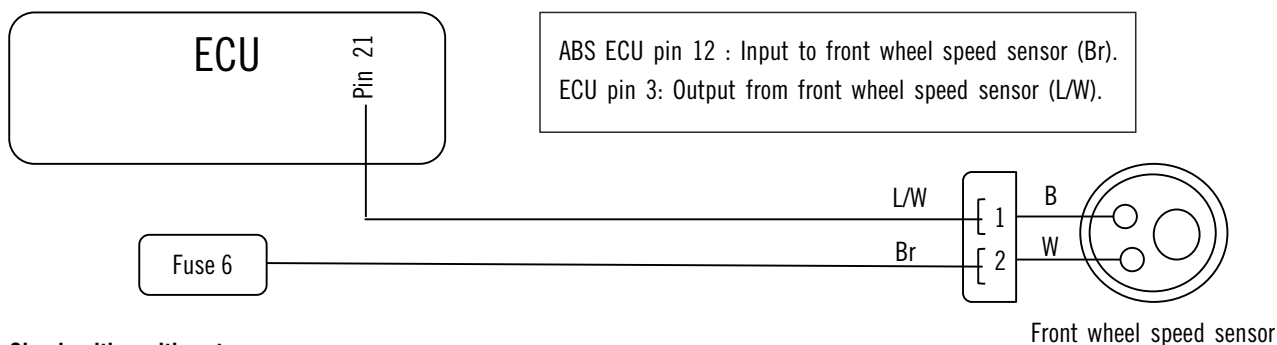 ECU
Pin 21
ABS ECU pin 12 : Input to front wheel speed sensor (Br).
ECU pin 3: Output from front wheel speed sensor (L/W).
L/W
1
B
Fuse 6
Br
2
W
Front wheel speed sensor